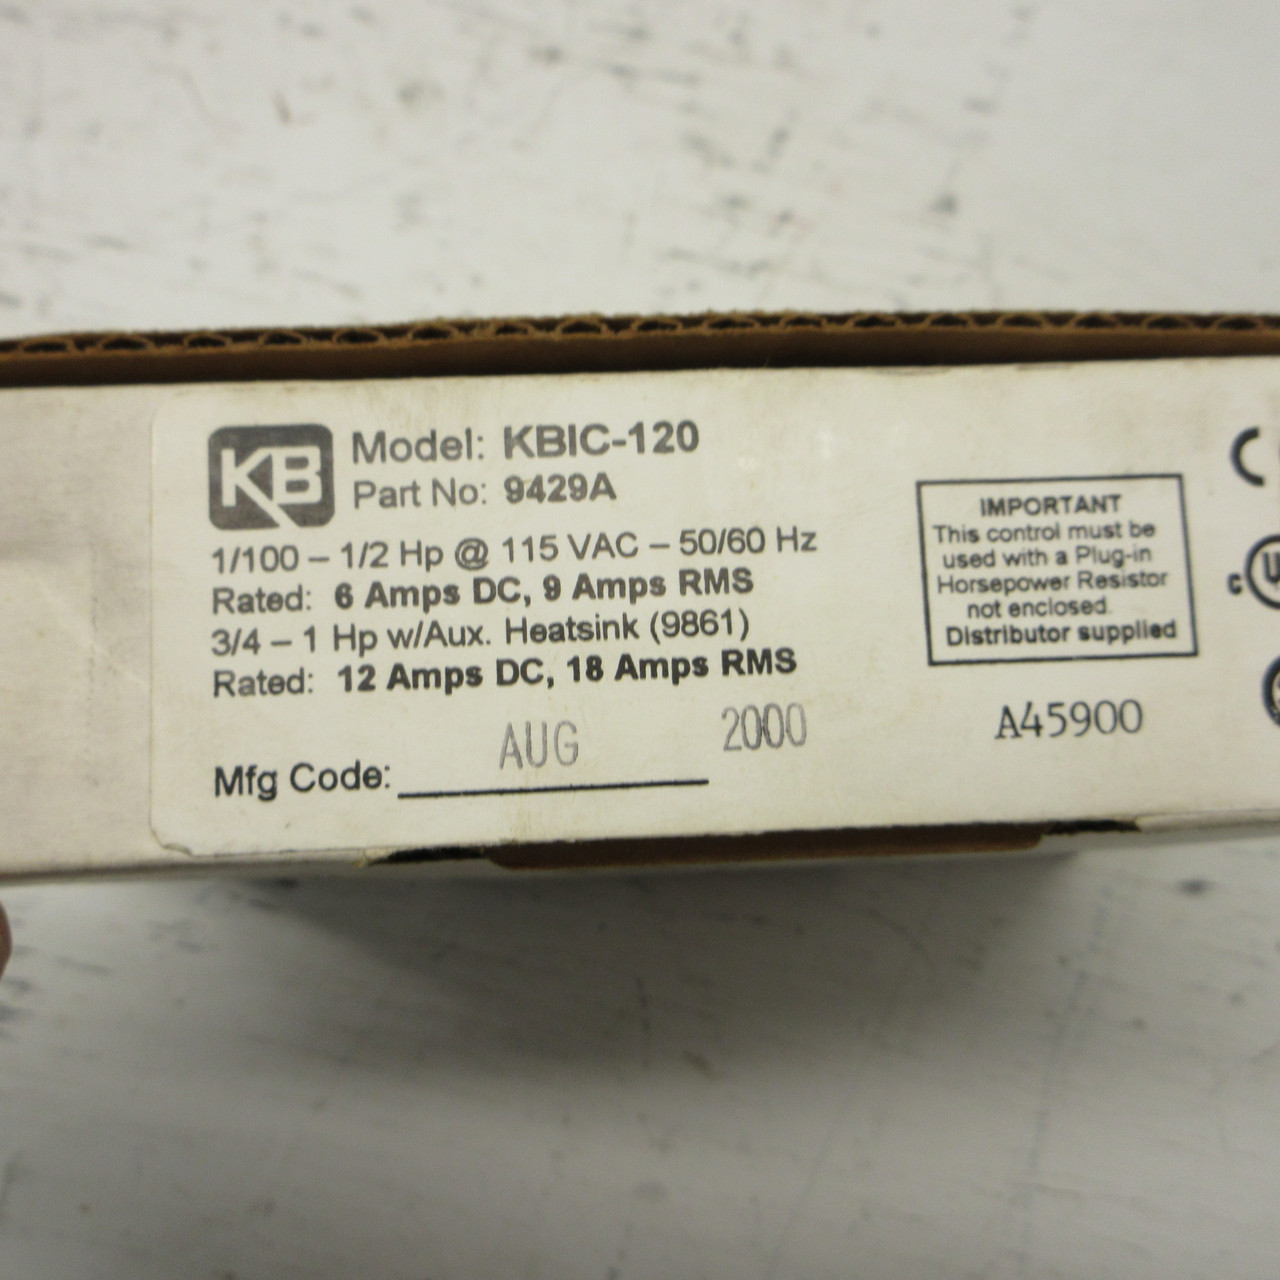 KB
Model: KBIC-120
Part No: 9429A
1/100 – 1/2 Hp @ 115 VAC – 50/60 Hz
Rated: 6 Amps DC, 9 Amps RMS
3/4 – 1 Hp w/Aux. Heatsink (9861)
Rated: 12 Amps DC, 18 Amps RMS
AUG 2000
Mfg Code:
IMPORTANT
This control must be
used with a Plug-in
Horsepower Resistor
not enclosed.
Distributor supplied
A45900
C
c U